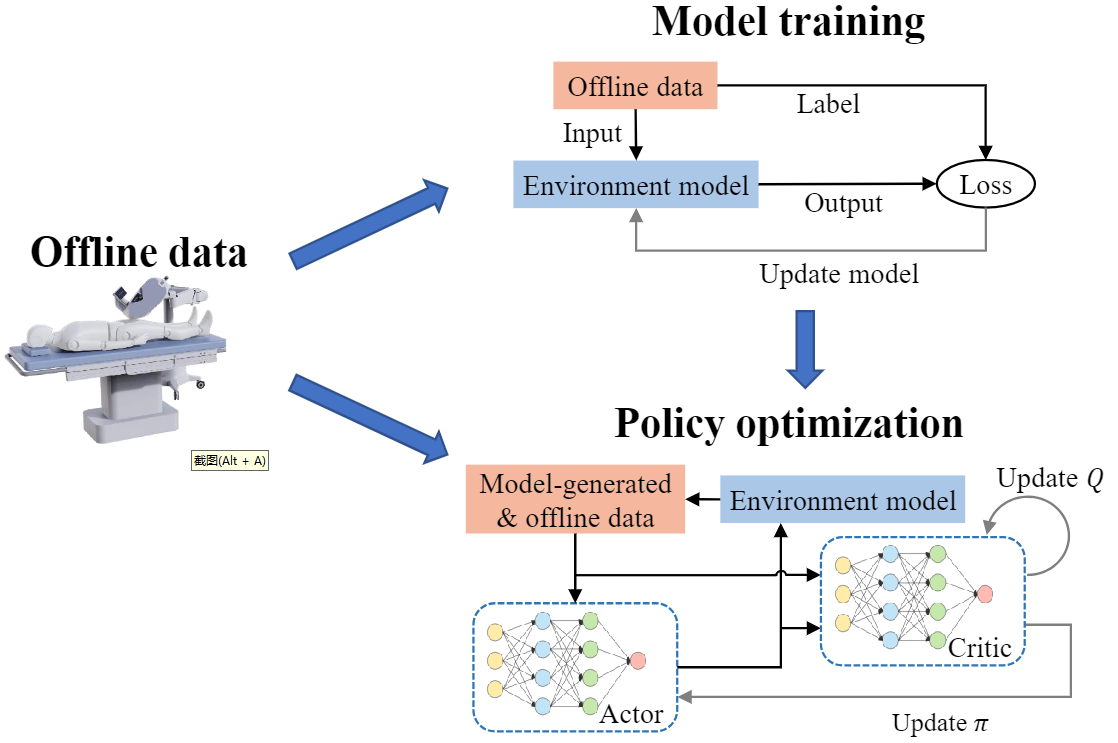 Model training
Offline data
Label
Input
Environment model
Output
Loss
Update model
Offline data
截图(Alt + A)
Policy optimization
Model-generated
& offline data
Environment model
Update Q
Critic
Actor
Update π